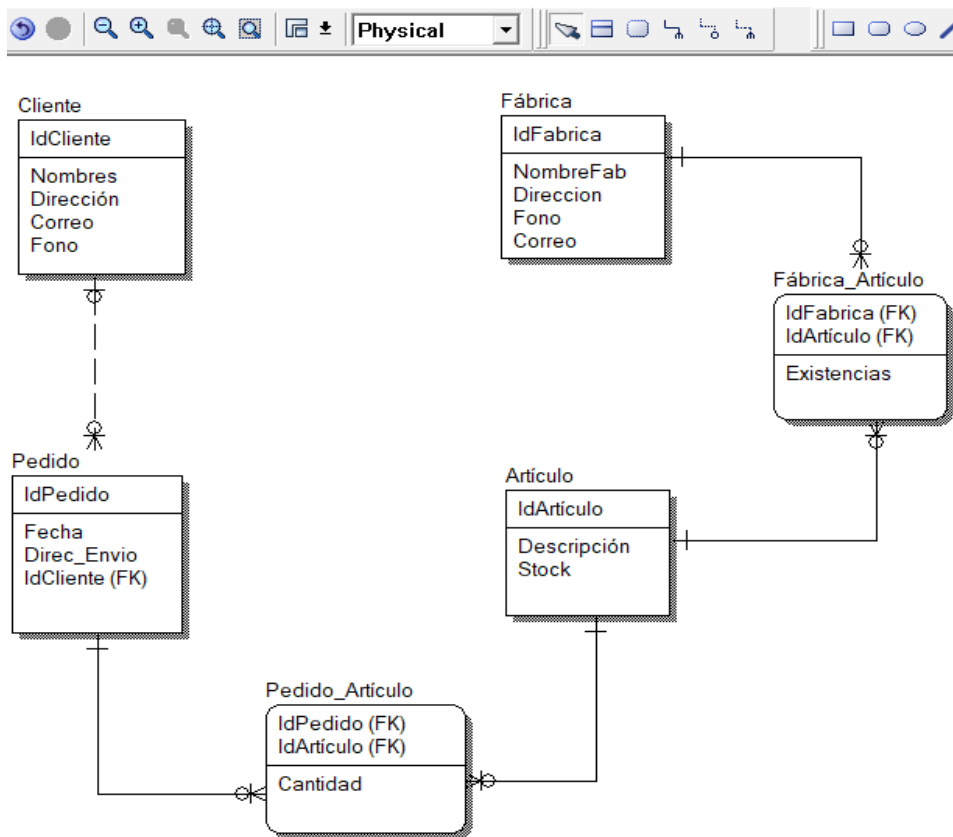 Physical
Cliente
IdCliente
Nombres
Dirección
Correo
Fono
Fábrica
IdFabrica
NombreFab
Direccion
Fono
Correo
Fábrica_Artículo
IdFabrica (FK)
IdArtículo (FK)
Existencias
Pedido
IdPedido
Fecha
Direc_Envio
IdCliente (FK)
Artículo
IdArtículo
Descripción
Stock
Pedido_Artículo
IdPedido (FK)
IdArtículo (FK)
Cantidad